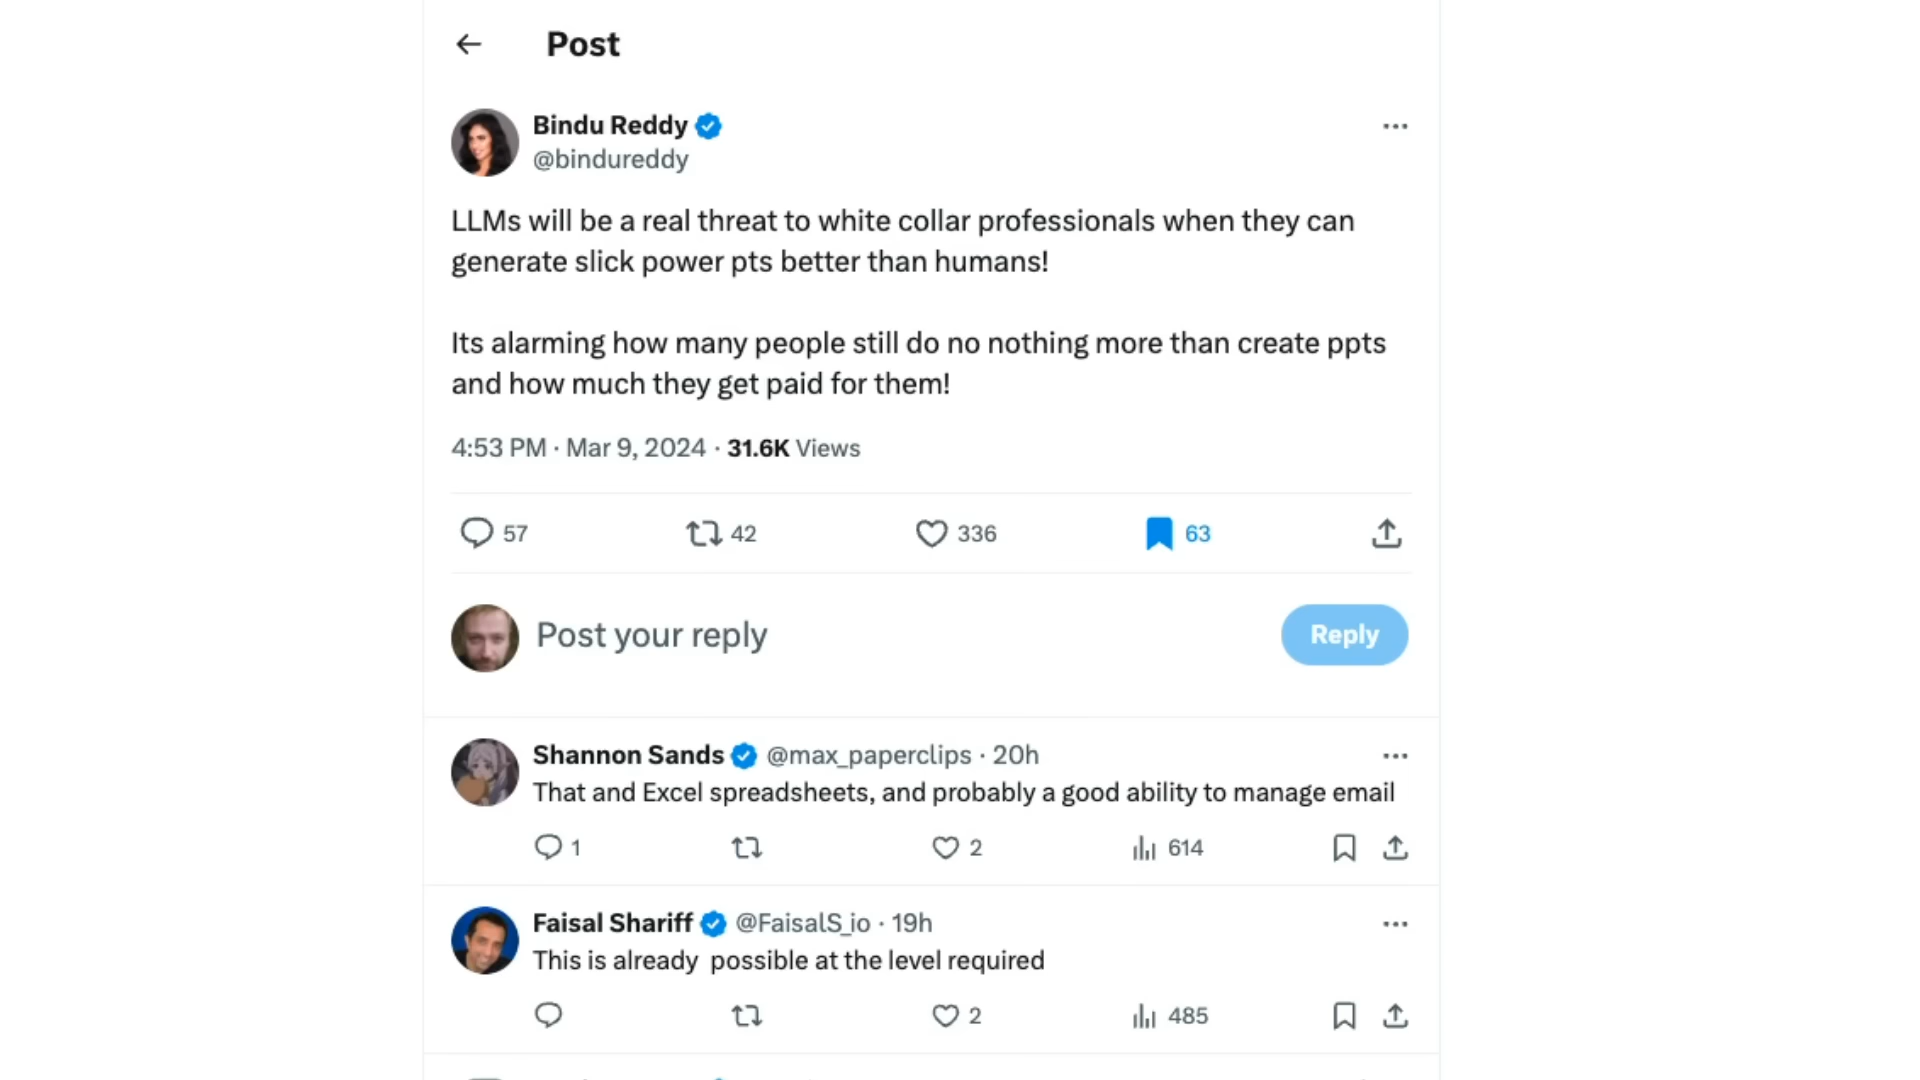 Post
Bindu Reddy
@bindureddy
LLMs will be a real threat to white collar professionals when they can
generate slick power pts better than humans!
Its alarming how many people still do no nothing more than create ppts
and how much they get paid for them!
4:53 PM · Mar 9, 2024 · 31.6K Views
57 42 336 63
Post your reply Reply
Shannon Sands @max_paperclips · 20h
That and Excel spreadsheets, and probably a good ability to manage email
1 2 614
Faisal Shariff @FaisalS_io · 19h
This is already possible at the level required
2 485